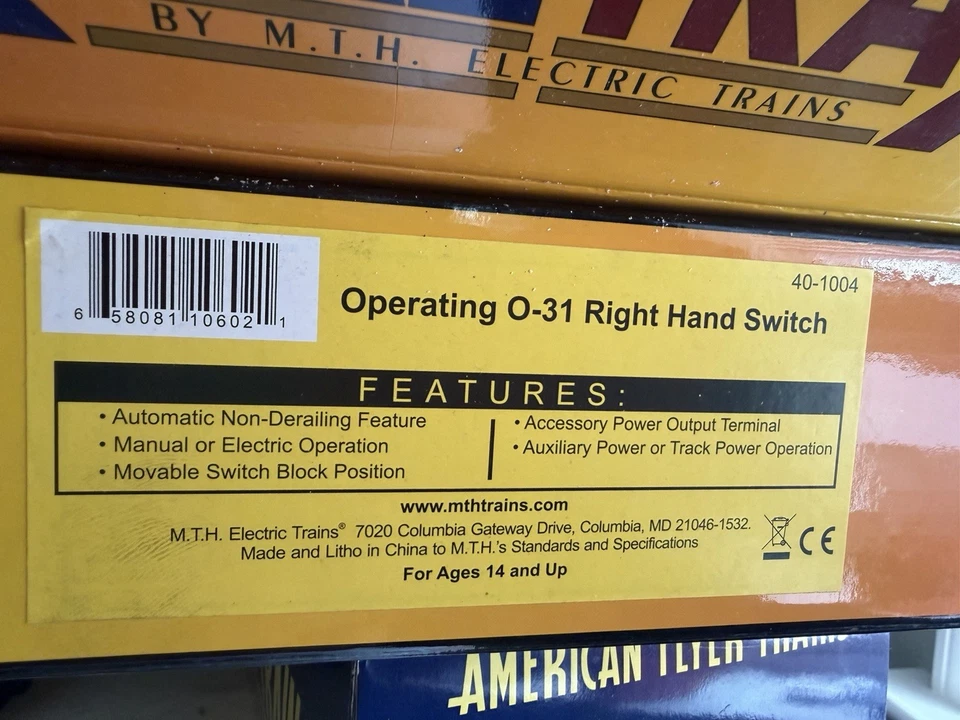 BY M.T.H. ELECTRIC TRAINS
6 58081 10602 1
40-1004
Operating O-31 Right Hand Switch
FEATURES:
• Automatic Non-Derailing Feature
• Manual or Electric Operation
• Movable Switch Block Position
• Accessory Power Output Terminal
• Auxiliary Power or Track Power Operation
www.mthtrains.com
M.T.H. Electric Trains® 7020 Columbia Gateway Drive, Columbia, MD 21046-1532.
Made and Litho in China to M.T.H.'s Standards and Specifications
CE
For Ages 14 and Up
AMERICAN FLYER TRAINS